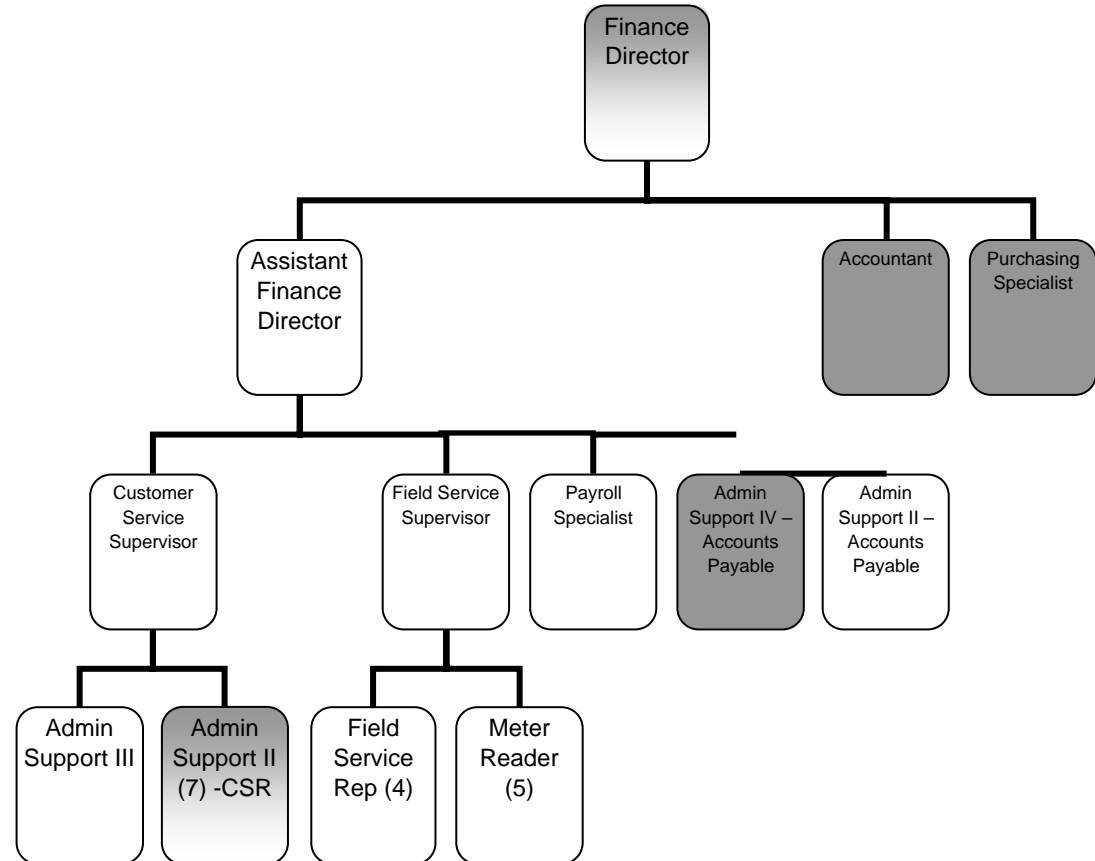 Finance
Director
Assistant
Finance
Director
Accountant
Purchasing
Specialist
Customer
Service
Supervisor
Field Service
Supervisor
Payroll
Specialist
Admin
Support IV –
Accounts
Payable
Admin
Support II –
Accounts
Payable
Admin
Support III
Admin
Support II
(7) -CSR
Field
Service
Rep (4)
Meter
Reader
(5)